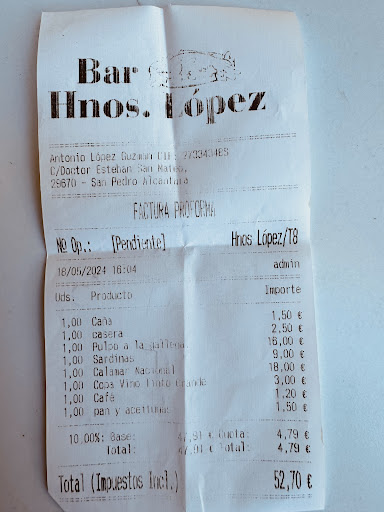 Bar
Hnos. López
Antonio López Guzmán CIF:
C/Doctor Esteban San Mateo,
29670 - San Pedro Alcántara
FACTURA PROFORMA
Nº Op.: [Pendiente] Hnos López/T8
18/05/2024 16:04 admin
Uds. Producto Importe
1,00 Caña 1,50 €
1,00 casera 2,50 €
1,00 Pulpo a la gallega 16,00 €
1,00 Sardinas 9,00 €
1,00 Calamar Nacional 18,00 €
1,00 Copa Vino Tinto Grande 3,00 €
1,00 Café 1,20 €
1,00 pan y aceitunas 1,50 €
10,00%: Base: 47,91 € Cuota: 4,79 €
Total: 47,91 € Total: 4,79 €
Total (Impuestos Incl.) 52,70 €